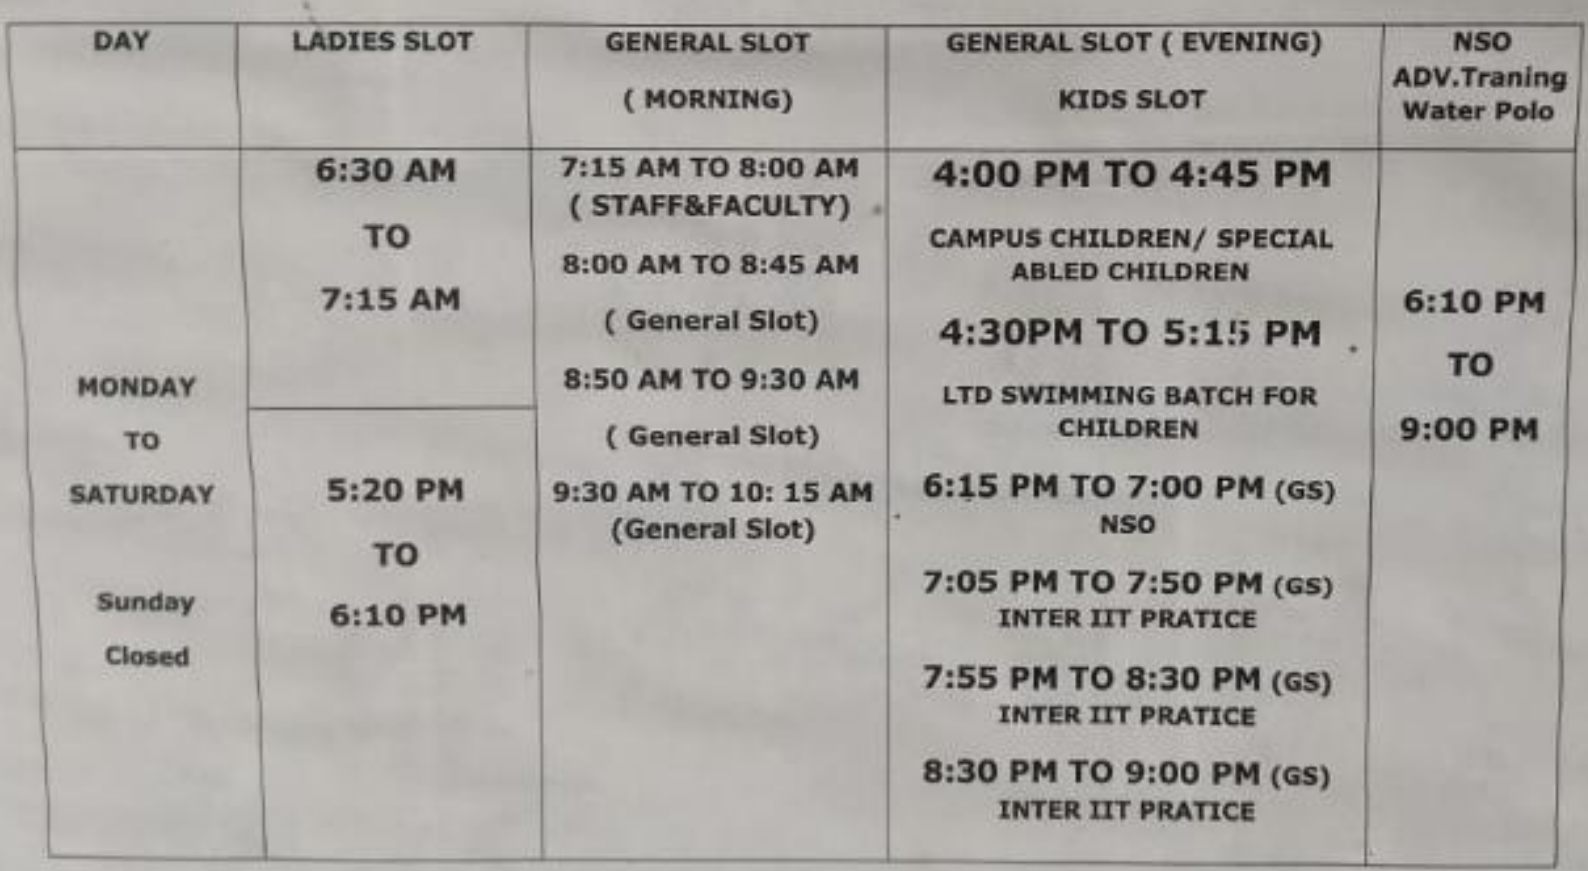 DAY
LADIES SLOT
GENERAL SLOT
( MORNING)
GENERAL SLOT ( EVENING)
KIDS SLOT
NSO
ADV.Traning
Water Polo
MONDAY
TO
SATURDAY
Sunday
Closed
6:30 AM
TO
7:15 AM
5:20 PM
TO
6:10 PM
7:15 AM TO 8:00 AM
( STAFF&FACULTY)
8:00 AM TO 8:45 AM
( General Slot)
8:50 AM TO 9:30 AM
( General Slot)
9:30 AM TO 10: 15 AM
(General Slot)
4:00 PM TO 4:45 PM
CAMPUS CHILDREN/ SPECIAL
ABLED CHILDREN
4:30PM TO 5:15 PM
LTD SWIMMING BATCH FOR
CHILDREN
6:15 PM TO 7:00 PM (GS)
NSO
7:05 PM TO 7:50 PM (GS)
INTER IIT PRATICE
7:55 PM TO 8:30 PM (GS)
INTER IIT PRATICE
8:30 PM TO 9:00 PM (GS)
INTER IIT PRATICE
6:10 PM
TO
9:00 PM